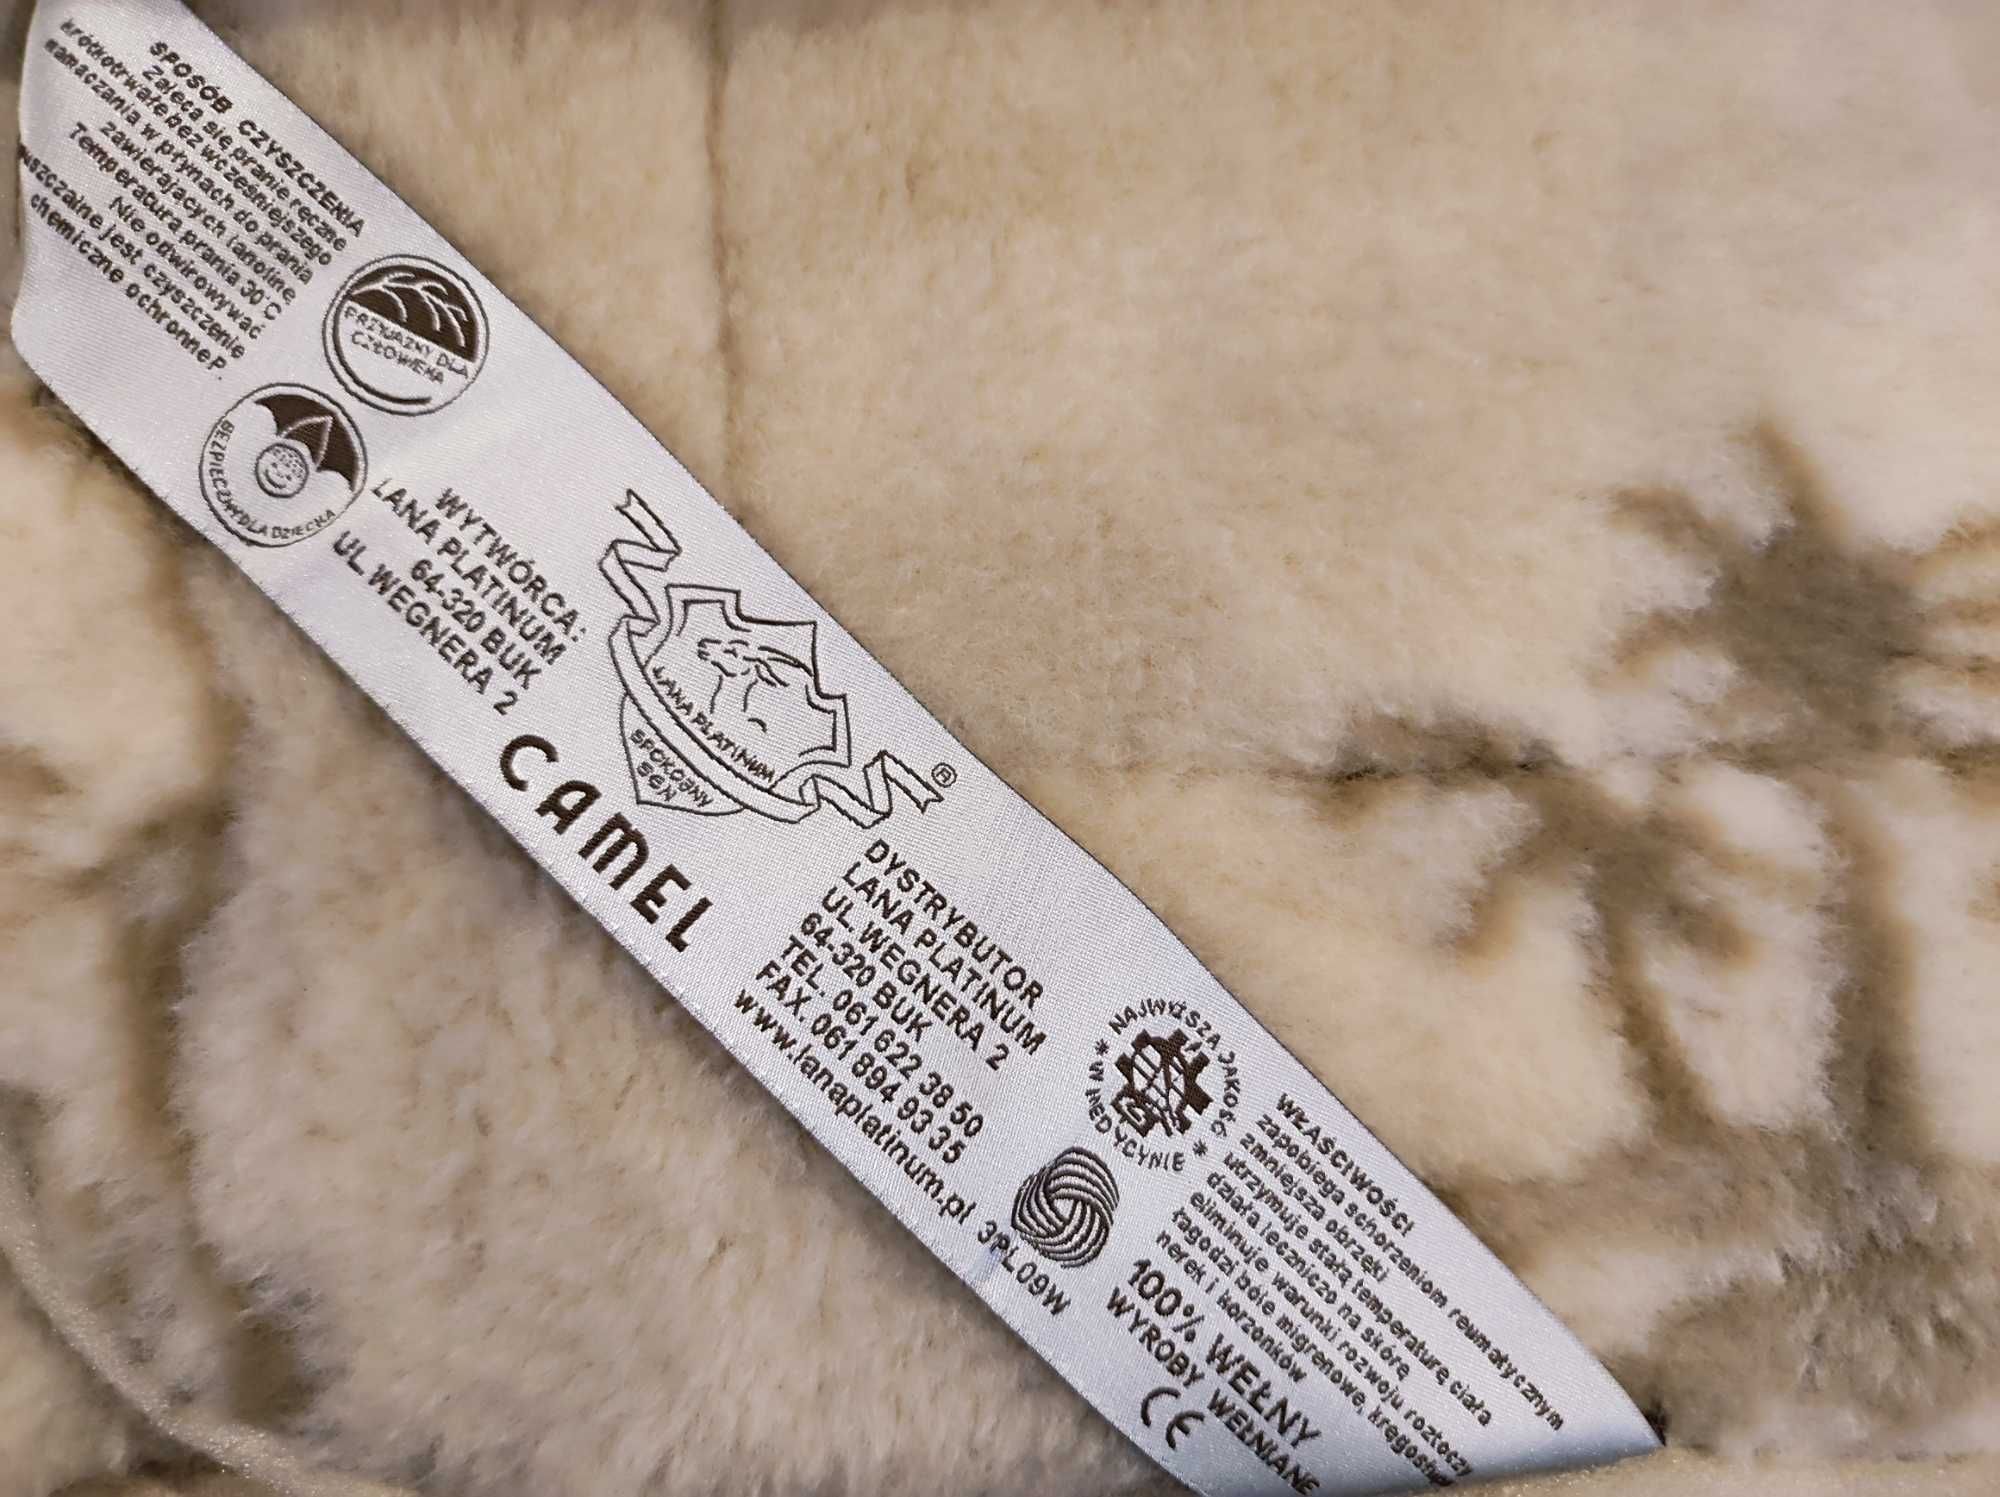 SPOSÓB CZYSZCZENIA
Zaleca się pranie ręczne
krótkotrwałe bez wcześniejszego
namaczania w płynach do prania
zawierających lanolinę
Temperatura prania 30°C
Nie odwirowywać
jest czyszczenie
chemiczne ochronne P
PRZYJAZNY DLA
CZŁOWIEKA
BEZPIECZNY DLA DZIECKA
WYTWÓRCA:
LANA PLATINUM
64-320 BUK
UL. WEGNERA 2
LANA PLATINUM
SPOKOJNY
SEN
®
CAMEL
DYSTRYBUTOR
LANA PLATINUM
UL. WEGNERA 2
64-320 BUK
TEL. 061 622 38 50
FAX. 061 894 93 35
www.lanaplatinum.pl
* NAJWYŻSZA JAKOŚĆ * W MEDYCYNIE
3PL09W
WŁAŚCIWOŚCI
zapobiega schorzeniom reumatycznym
zmniejsza obrzęki
utrzymuje stałą temperaturę ciała
działa leczniczo na skórę
eliminuje warunki rozwoju roztoczy
łagodzi bóle migrenowe,
nerek i korzonków
100% WEŁNY
WYROBY WEŁNIANE
CE